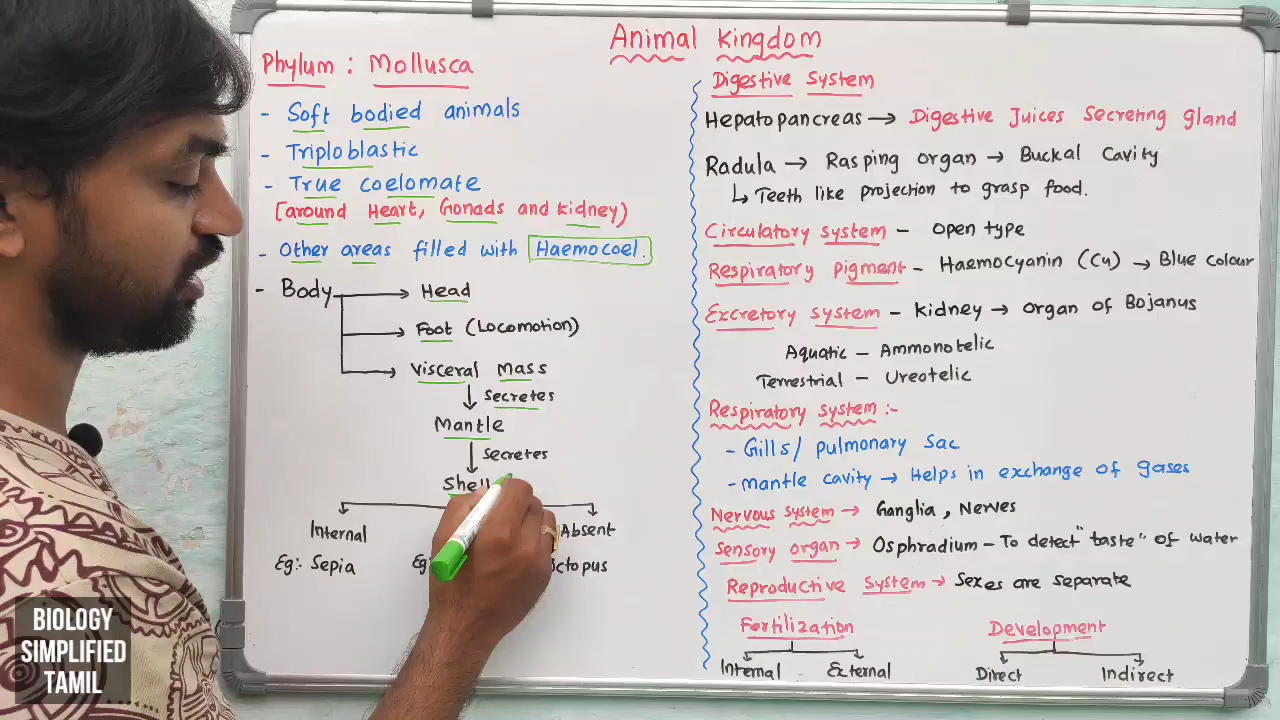 Animal Kingdom
Phylum : Mollusca
- Soft bodied animals
- Triploblastic
- True coelomate
[around Heart, Gonads and kidney)
- Other areas filled with Haemocoel.
- Body
Head
Foot (Locomotion)
Visceral Mass
Secretes
Mantle
Secretes
Shell
Internal
Absent
Eg:- Sepia
Eg:
octopus
Digestive System
Hepatopancreas → Digestive Juices Secreting gland
Radula → Rasping organ → Buckal Cavity
↳ Teeth like projection to grasp food.
Circulatory system - open type
Respiratory pigment - Haemocyanin (Cu) → Blue colour
Excretory system - kidney → organ of Bojanus
Aquatic - Ammonotelic
Terrestrial - Ureotelic
Respiratory system :-
- Gills/ pulmonary Sac
- mantle cavity → Helps in exchange of gases
Nervous system → Ganglia , Nerves
Sensory organ → Osphradium - To detect "taste" of water
Reproductive System → Sexes are separate
Fertilization
Development
Internal
External
Direct
Indirect
BIOLOGY
SIMPLIFIED
TAMIL